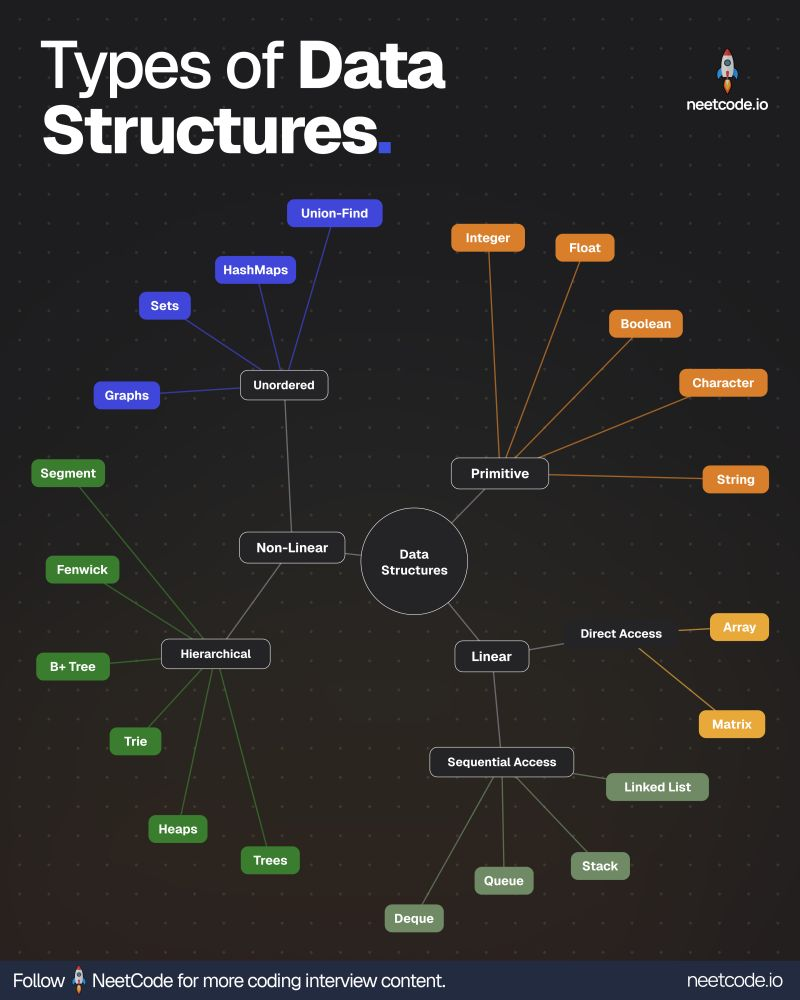 Types of Data
Structures.
neetcode.io
Union-Find
Integer
Float
HashMaps
Sets
Boolean
Unordered
Character
Graphs
Segment
Primitive
String
Non-Linear
Data
Structures
Fenwick
Array
Direct Access
Hierarchical
Linear
B+ Tree
Matrix
Trie
Sequential Access
Linked List
Heaps
Trees
Stack
Queue
Deque
Follow NeetCode for more coding interview content.
neetcode.io